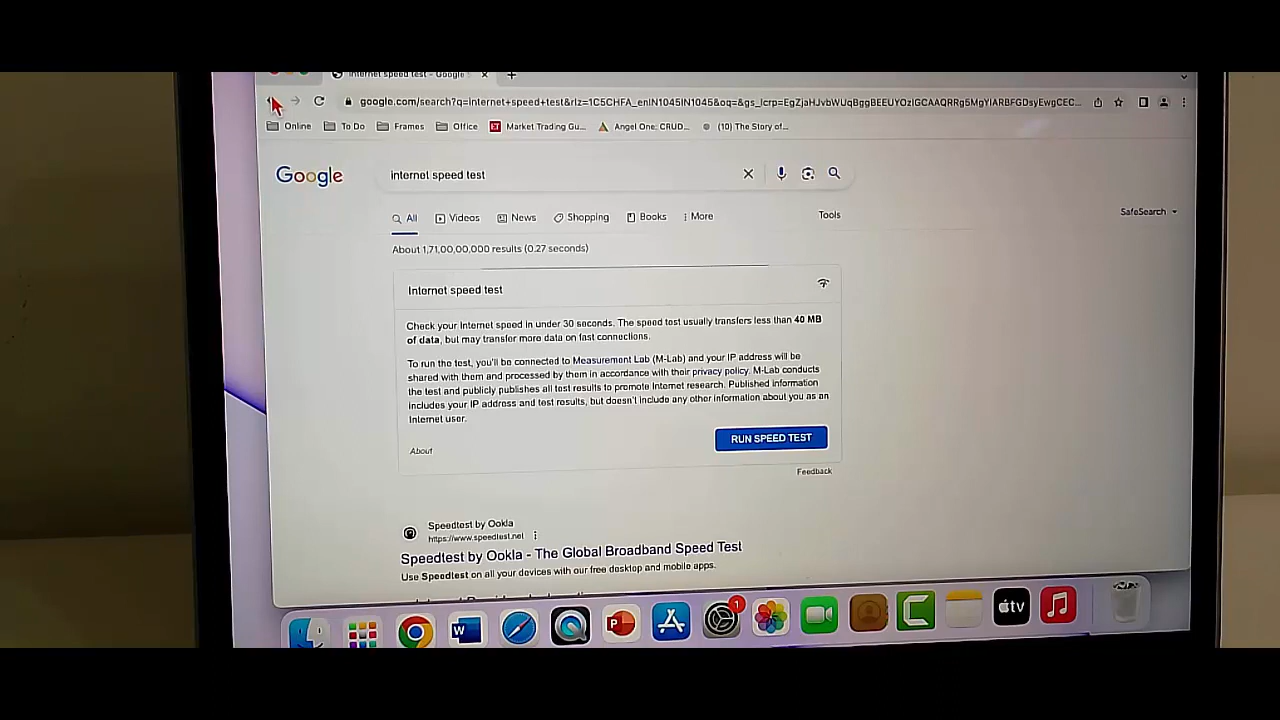 Internet speed test - Google S
google.com/search?q=internet+speed+test&rlz=1C5CHFA_enIN1045IN1045&oq=&gs_lcrp=EgZjaHJvbWUqBggBEEUYOzIGCAAQRRg5MgYIARBFGDsyEwgCEC...
Online To Do Frames Office Market Trading Gu... Angel One: CRUD... (10) The Story of...
Google internet speed test
All Videos News Shopping Books More Tools SafeSearch
About 1,71,00,00,000 results (0.27 seconds)
Internet speed test
Check your Internet speed in under 30 seconds. The speed test usually transfers less than 40 MB
of data, but may transfer more data on fast connections.
To run the test, you'll be connected to Measurement Lab (M-Lab) and your IP address will be
shared with them and processed by them in accordance with their privacy policy. M-Lab conducts
the test and publicly publishes all test results to promote Internet research. Published information
includes your IP address and test results, but doesn't include any other information about you as an
Internet user.
About
RUN SPEED TEST
Feedback
Speedtest by Ookla
https://www.speedtest.net
Speedtest by Ookla - The Global Broadband Speed Test
Use Speedtest on all your devices with our free desktop and mobile apps.
W P 1 tv